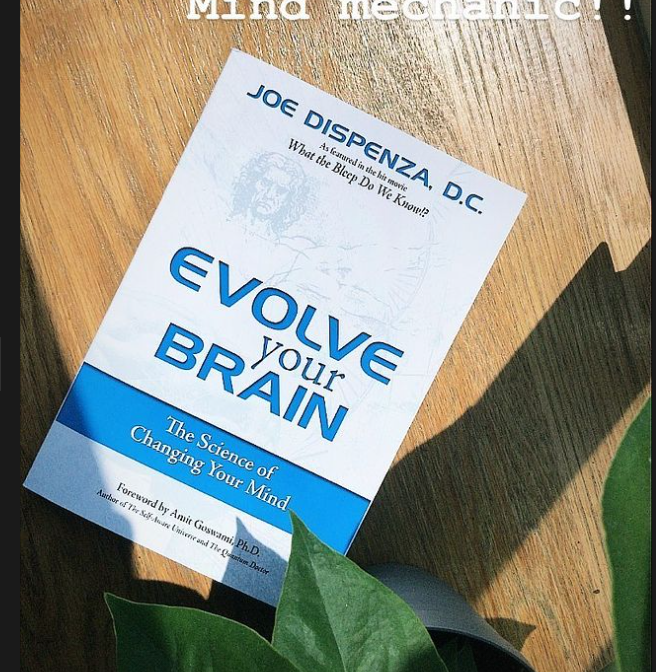 Mind mechanic!!
JOE DISPENZA, D.C.
As featured in the hit movie
What the Bleep Do We Know!?
EVOLVE
your
BRAIN
The Science of
Changing Your Mind
Foreword by Amit Goswami, Ph.D.
Author of The Self-Aware Universe and The Quantum Doctor